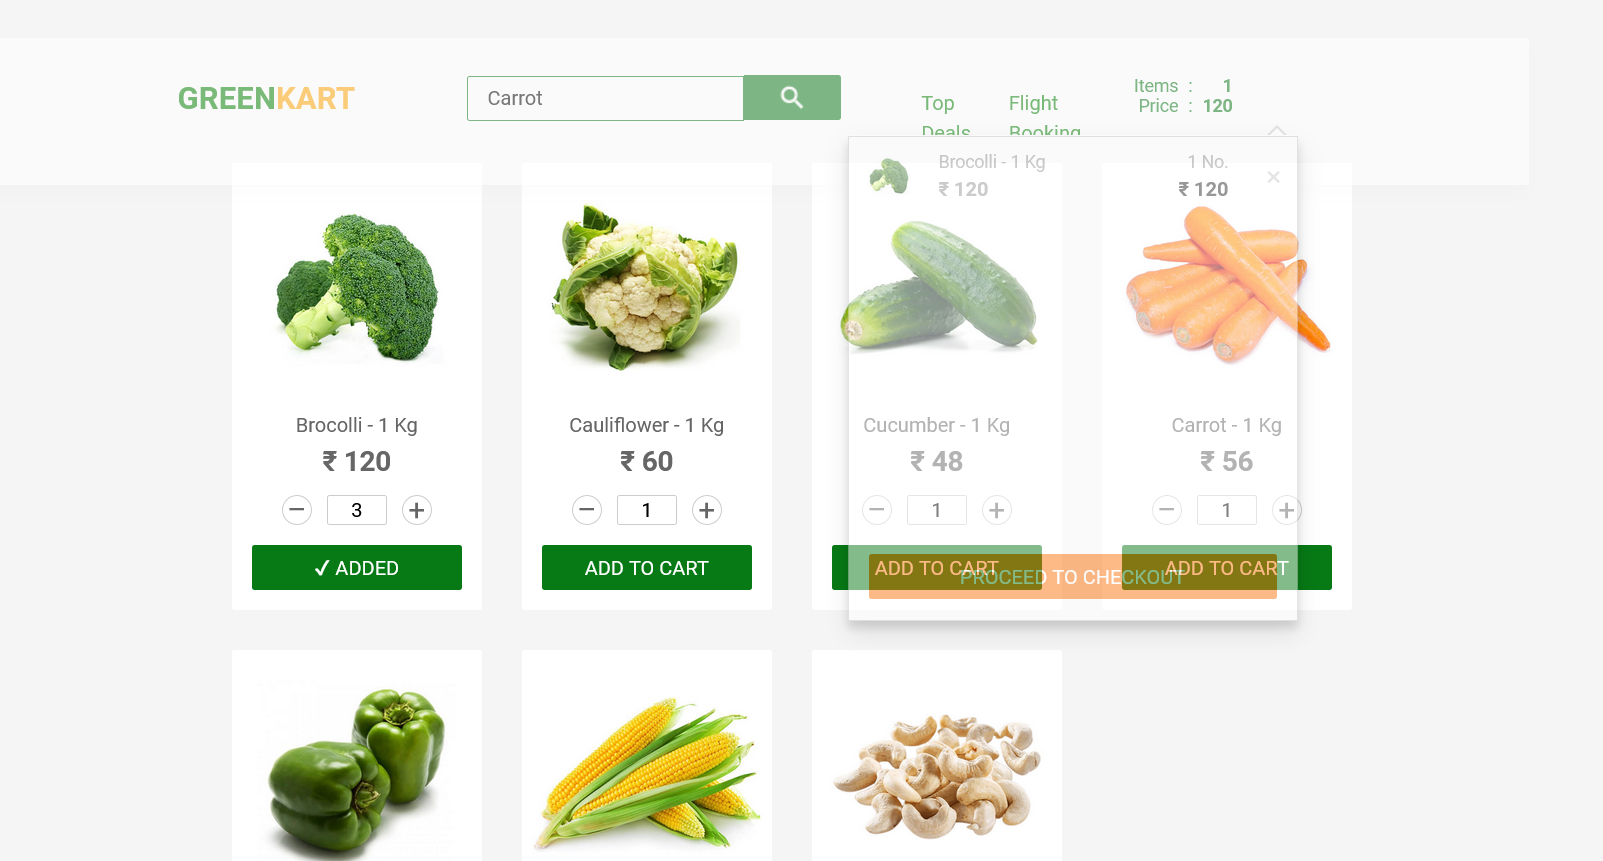 GREENKART
Carrot
Top Deals
Flight Booking
Items : 1
Price : 120
Brocolli - 1 Kg
₹ 120
1 No.
₹ 120
×
Brocolli - 1 Kg
₹ 120
− 3 +
✓ ADDED
Cauliflower - 1 Kg
₹ 60
− 1 +
ADD TO CART
Cucumber - 1 Kg
₹ 48
− 1 +
ADD TO CART
Carrot - 1 Kg
₹ 56
− 1 +
ADD TO CART
PROCEED TO CHECKOUT